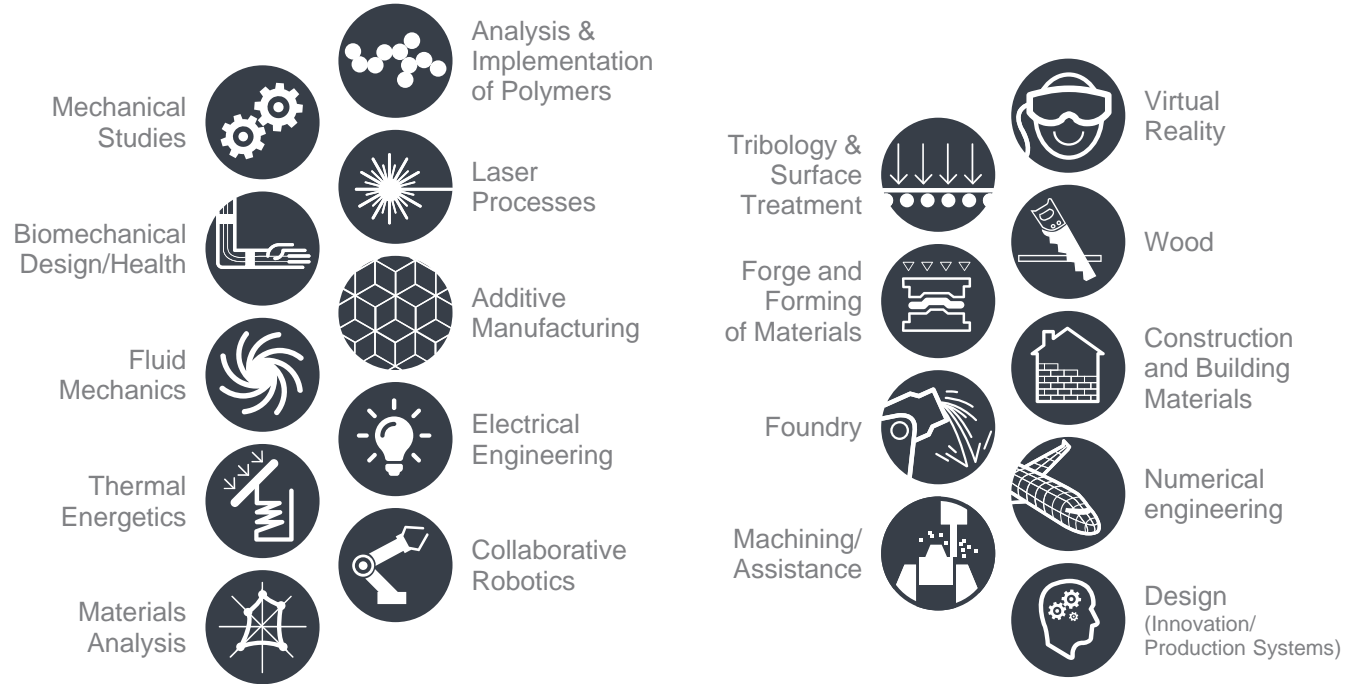 Mechanical
Studies
Biomechanical
Design/Health
Fluid
Mechanics
Thermal
Energetics
Materials
Analysis
Analysis &
Implementation
of Polymers
Laser
Processes
Additive
Manufacturing
Electrical
Engineering
Collaborative
Robotics
Tribology &
Surface
Treatment
Forge and
Forming
of Materials
Foundry
Machining/
Assistance
Virtual
Reality
Wood
Construction
and Building
Materials
Numerical
engineering
Design
(Innovation/
Production Systems)